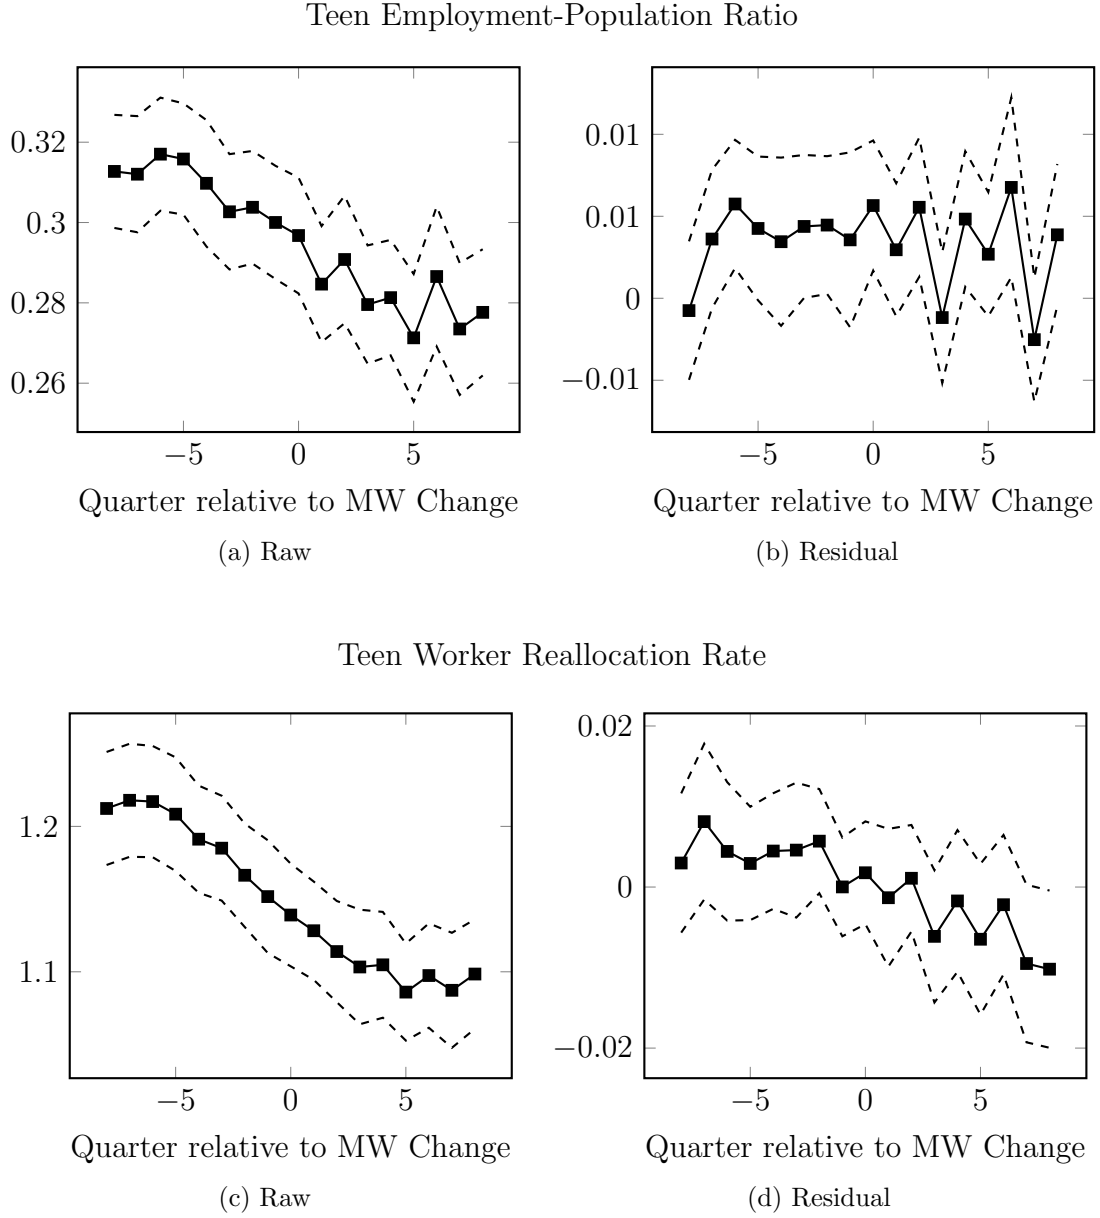 Teen Employment-Population Ratio
0.32
0.3
0.28
0.26
−5 0 5
Quarter relative to MW Change
(a) Raw
0.01
0.01
0
−0.01
−5 0 5
Quarter relative to MW Change
(b) Residual
Teen Worker Reallocation Rate
1.2
1.1
−5 0 5
Quarter relative to MW Change
(c) Raw
0.02
0
−0.02
−5 0 5
Quarter relative to MW Change
(d) Residual